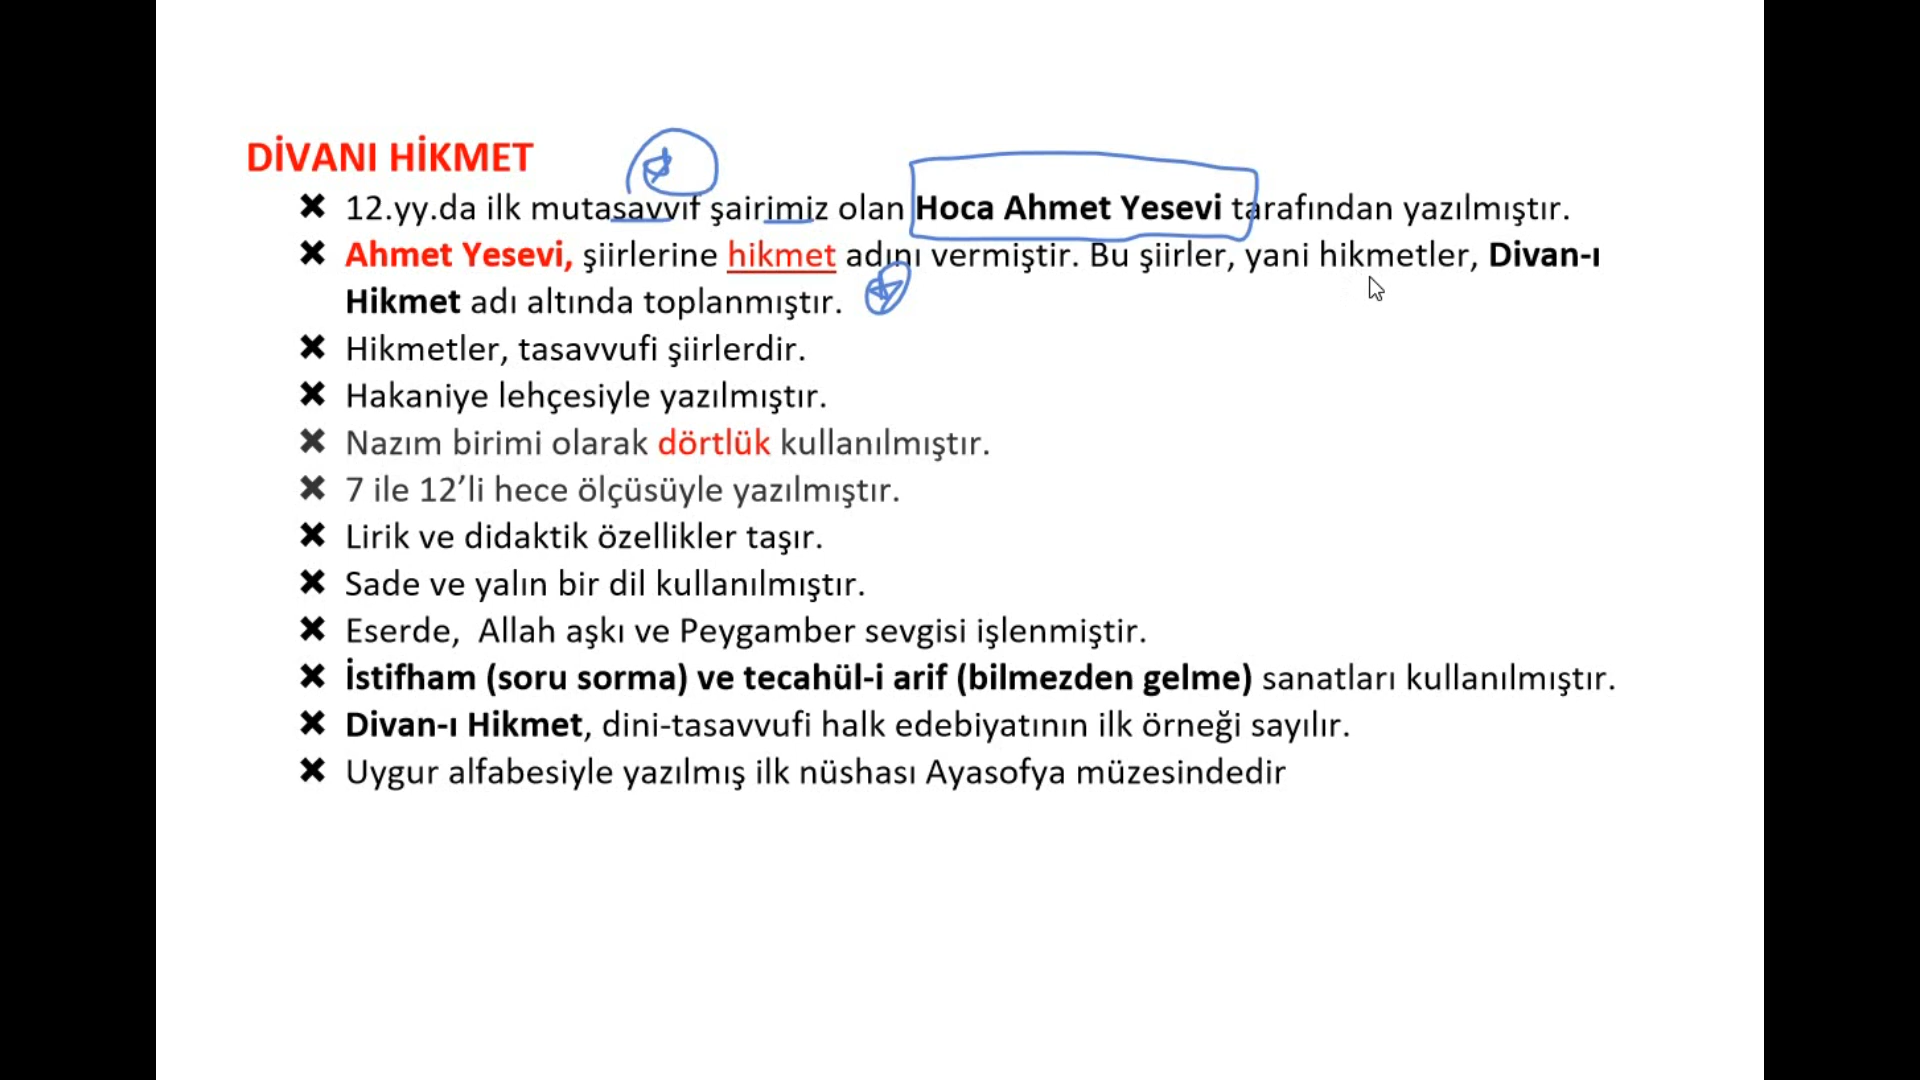 DİVANI HİKMET
✖ 12.yy.da ilk mutasavvıf şairimiz olan Hoca Ahmet Yesevi tarafından yazılmıştır.
✖ Ahmet Yesevi, şiirlerine hikmet adını vermiştir. Bu şiirler, yani hikmetler, Divan-ı
Hikmet adı altında toplanmıştır.
✖ Hikmetler, tasavvufi şiirlerdir.
✖ Hakaniye lehçesiyle yazılmıştır.
✖ Nazım birimi olarak dörtlük kullanılmıştır.
✖ 7 ile 12’li hece ölçüsüyle yazılmıştır.
✖ Lirik ve didaktik özellikler taşır.
✖ Sade ve yalın bir dil kullanılmıştır.
✖ Eserde, Allah aşkı ve Peygamber sevgisi işlenmiştir.
✖ İstifham (soru sorma) ve tecahül-i arif (bilmezden gelme) sanatları kullanılmıştır.
✖ Divan-ı Hikmet, dini-tasavvufi halk edebiyatının ilk örneği sayılır.
✖ Uygur alfabesiyle yazılmış ilk nüshası Ayasofya müzesindedir